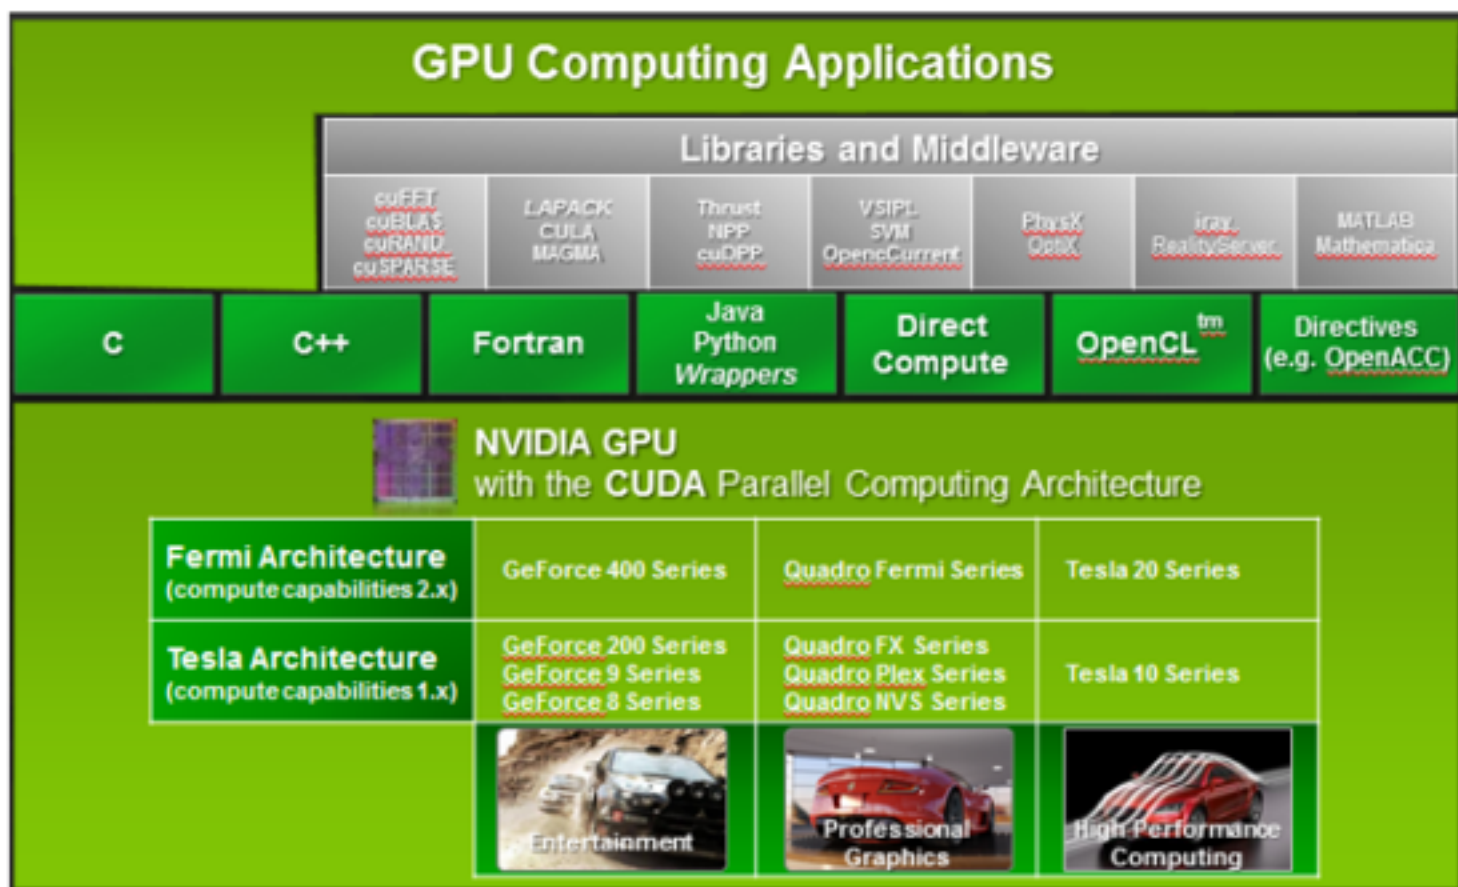 GPU Computing Applications
Libraries and Middleware
cuFFT
cuBLAS
cuRAND
cuSPARSE
LAPACK
CULA
MAGMA
Thrust
NPP
cuDPP
VSIPL
SVM
OpencCurrent
PhysX
OptiX
iray
RealityServer
MATLAB
Mathematica
C
C++
Fortran
Java
Python
Wrappers
Direct
Compute
OpenCL tm
Directives
(e.g. OpenACC)
NVIDIA GPU
with the CUDA Parallel Computing Architecture
Fermi Architecture
(compute capabilities 2.x)
GeForce 400 Series
Quadro Fermi Series
Tesla 20 Series
Tesla Architecture
(compute capabilities 1.x)
GeForce 200 Series
GeForce 9 Series
GeForce 8 Series
Quadro FX Series
Quadro Plex Series
Quadro NVS Series
Tesla 10 Series
Entertainment
Professional
Graphics
High Performance
Computing